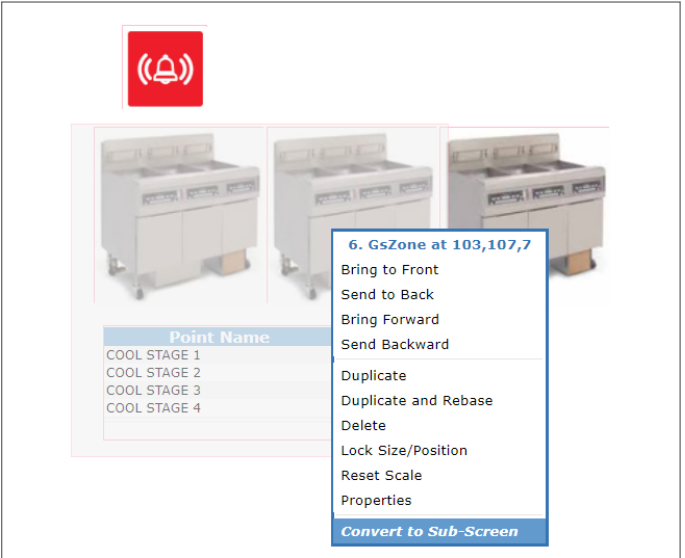 6. GsZone at 103,107,7
Bring to Front
Send to Back
Bring Forward
Send Backward
Point Name
COOL STAGE 1
COOL STAGE 2
COOL STAGE 3
COOL STAGE 4
Duplicate
Duplicate and Rebase
Delete
Lock Size/Position
Reset Scale
Properties
Convert to Sub-Screen